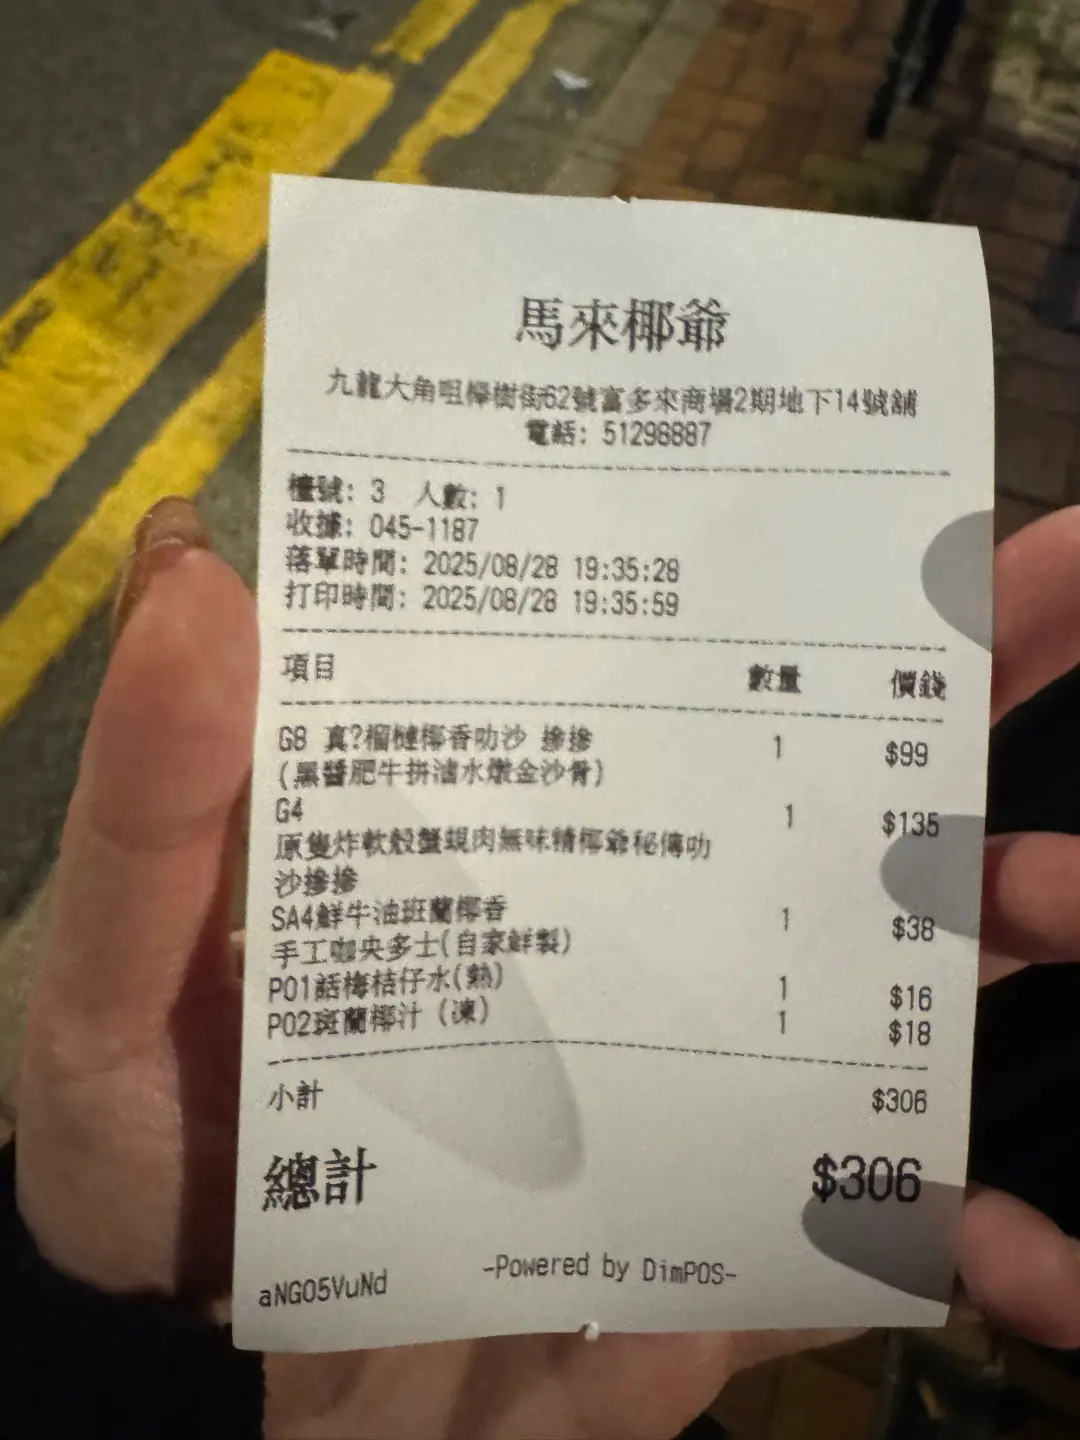 馬來椰爺
九龍大角咀櫸樹街62號富多來商場2期地下14號舖
電話: 51298887
檯號: 3 人數: 1
收據: 045-1187
落單時間: 2025/08/28 19:35:28
打印時間: 2025/08/28 19:35:59
項目 數量 價錢
G8 真?榴槤椰香叻沙 摻摻 1 $99
(黑醬肥牛拼滷水燉金沙骨)
G4 1 $135
原隻炸軟殼蟹蜆肉無味精椰爺秘傳叻
沙摻摻
SA4鮮牛油班蘭椰香 1 $38
手工咖央多士(自家鮮製)
P01話梅桔仔水(熱) 1 $16
P02斑蘭椰汁 (凍) 1 $18
小計 $306
總計 $306
-Powered by DimPOS-
aNGO5VuNd